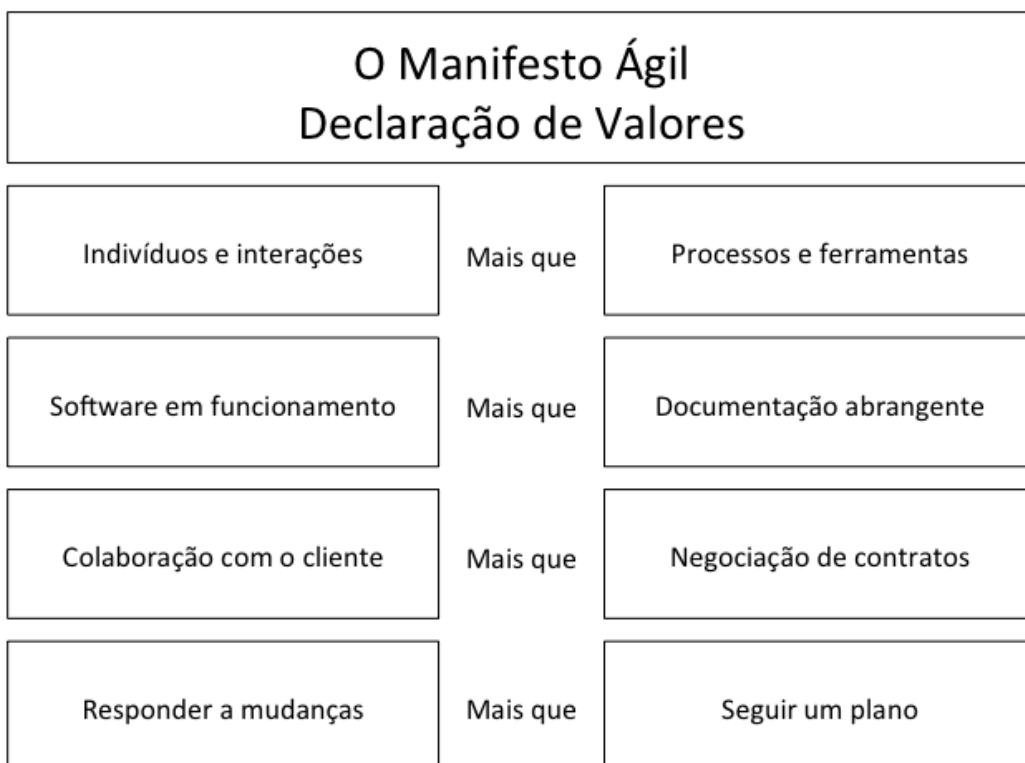 O Manifesto Ágil
Declaração de Valores
Indivíduos e interações Mais que Processos e ferramentas
Software em funcionamento Mais que Documentação abrangente
Colaboração com o cliente Mais que Negociação de contratos
Responder a mudanças Mais que Seguir um plano